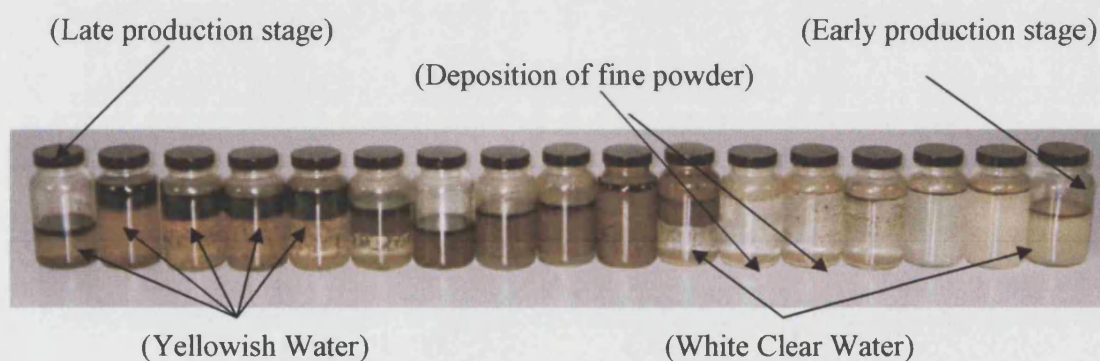 (Late production stage)
(Early production stage)
(Deposition of fine powder)
(Yellowish Water)
(White Clear Water)